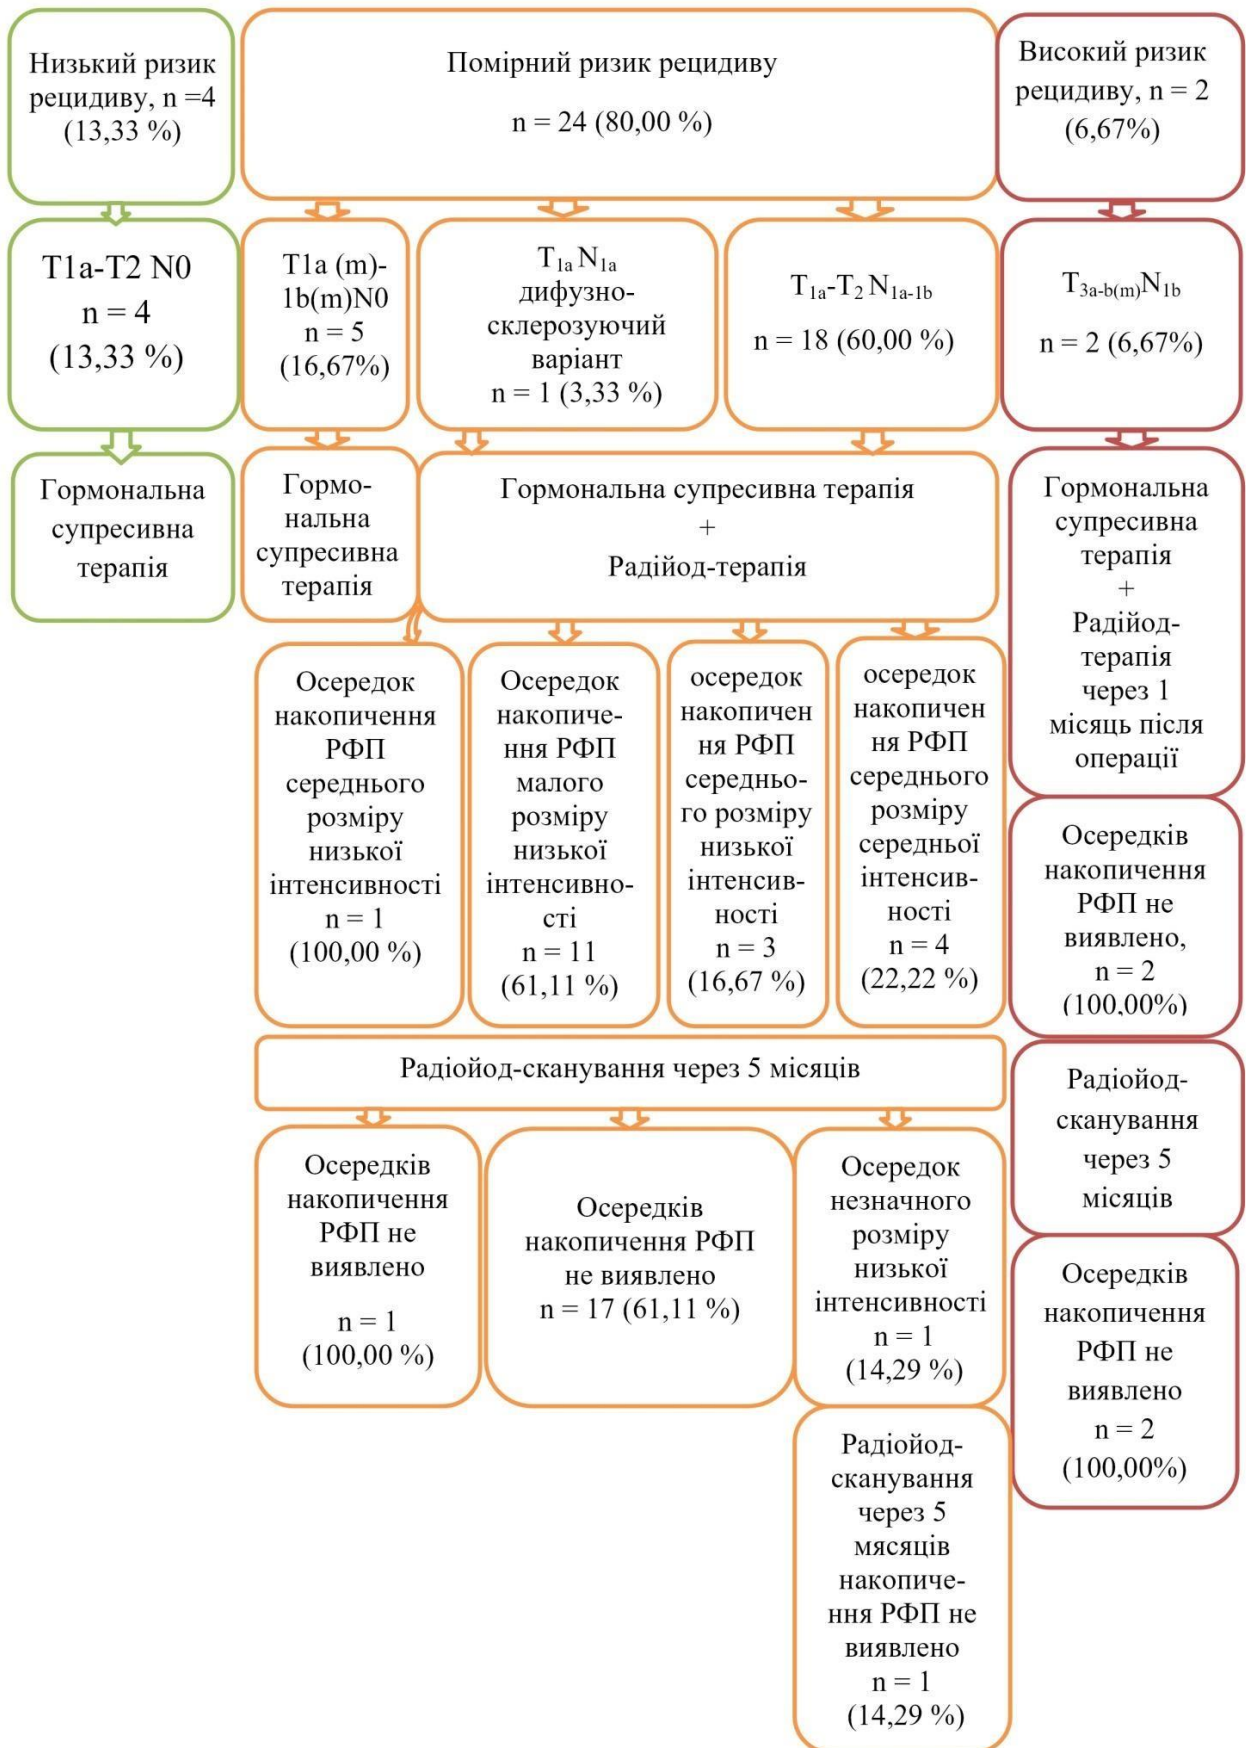 Низький ризик
рецидиву, n =4
(13,33 %)
Помірний ризик рецидиву
n = 24 (80,00 %)
Високий ризик
рецидиву, n = 2
(6,67%)
T1a-T2 N0
n = 4
(13,33 %)
T1a (m)-
1b(m)N0
n = 5
(16,67%)
T1a N1a
дифузно-
склерозуючий
варіант
n = 1 (3,33 %)
T1a-T2 N1a-1b
n = 18 (60,00 %)
T3a-b(m)N1b
n = 2 (6,67%)
Гормональна
супресивна
терапія
Гормо-
нальна
супресивна
терапія
Гормональна супресивна терапія
+
Радійод-терапія
Гормональна
супресивна
терапія
+
Радійод-
терапія
через 1
місяць після
операції
Осередок
накопичення
РФП
середнього
розміру
низької
інтенсивності
n = 1
(100,00 %)
Осередок
накопиче-
ння РФП
малого
розміру
низької
інтенсивно-
сті
n = 11
(61,11 %)
осередок
накопичен
ня РФП
середньо-
го розміру
низької
інтенсив-
ності
n = 3
(16,67 %)
осередок
накопичен
ня РФП
середнього
розміру
середньої
інтенсив-
ності
n = 4
(22,22 %)
Осередків
накопичення
РФП не
виявлено,
n = 2
(100,00%)
Радіойод-сканування через 5 місяців
Радіойод-
сканування
через 5
місяців
Осередків
накопичення
РФП не
виявлено
n = 1
(100,00 %)
Осередків
накопичення РФП
не виявлено
n = 17 (61,11 %)
Осередок
незначного
розміру
низької
інтенсивності
n = 1
(14,29 %)
Осередків
накопичення
РФП не
виявлено
n = 2
(100,00%)
Радіойод-
сканування
через 5
мясяців
накопиче-
ння РФП не
виявлено
n = 1
(14,29 %)